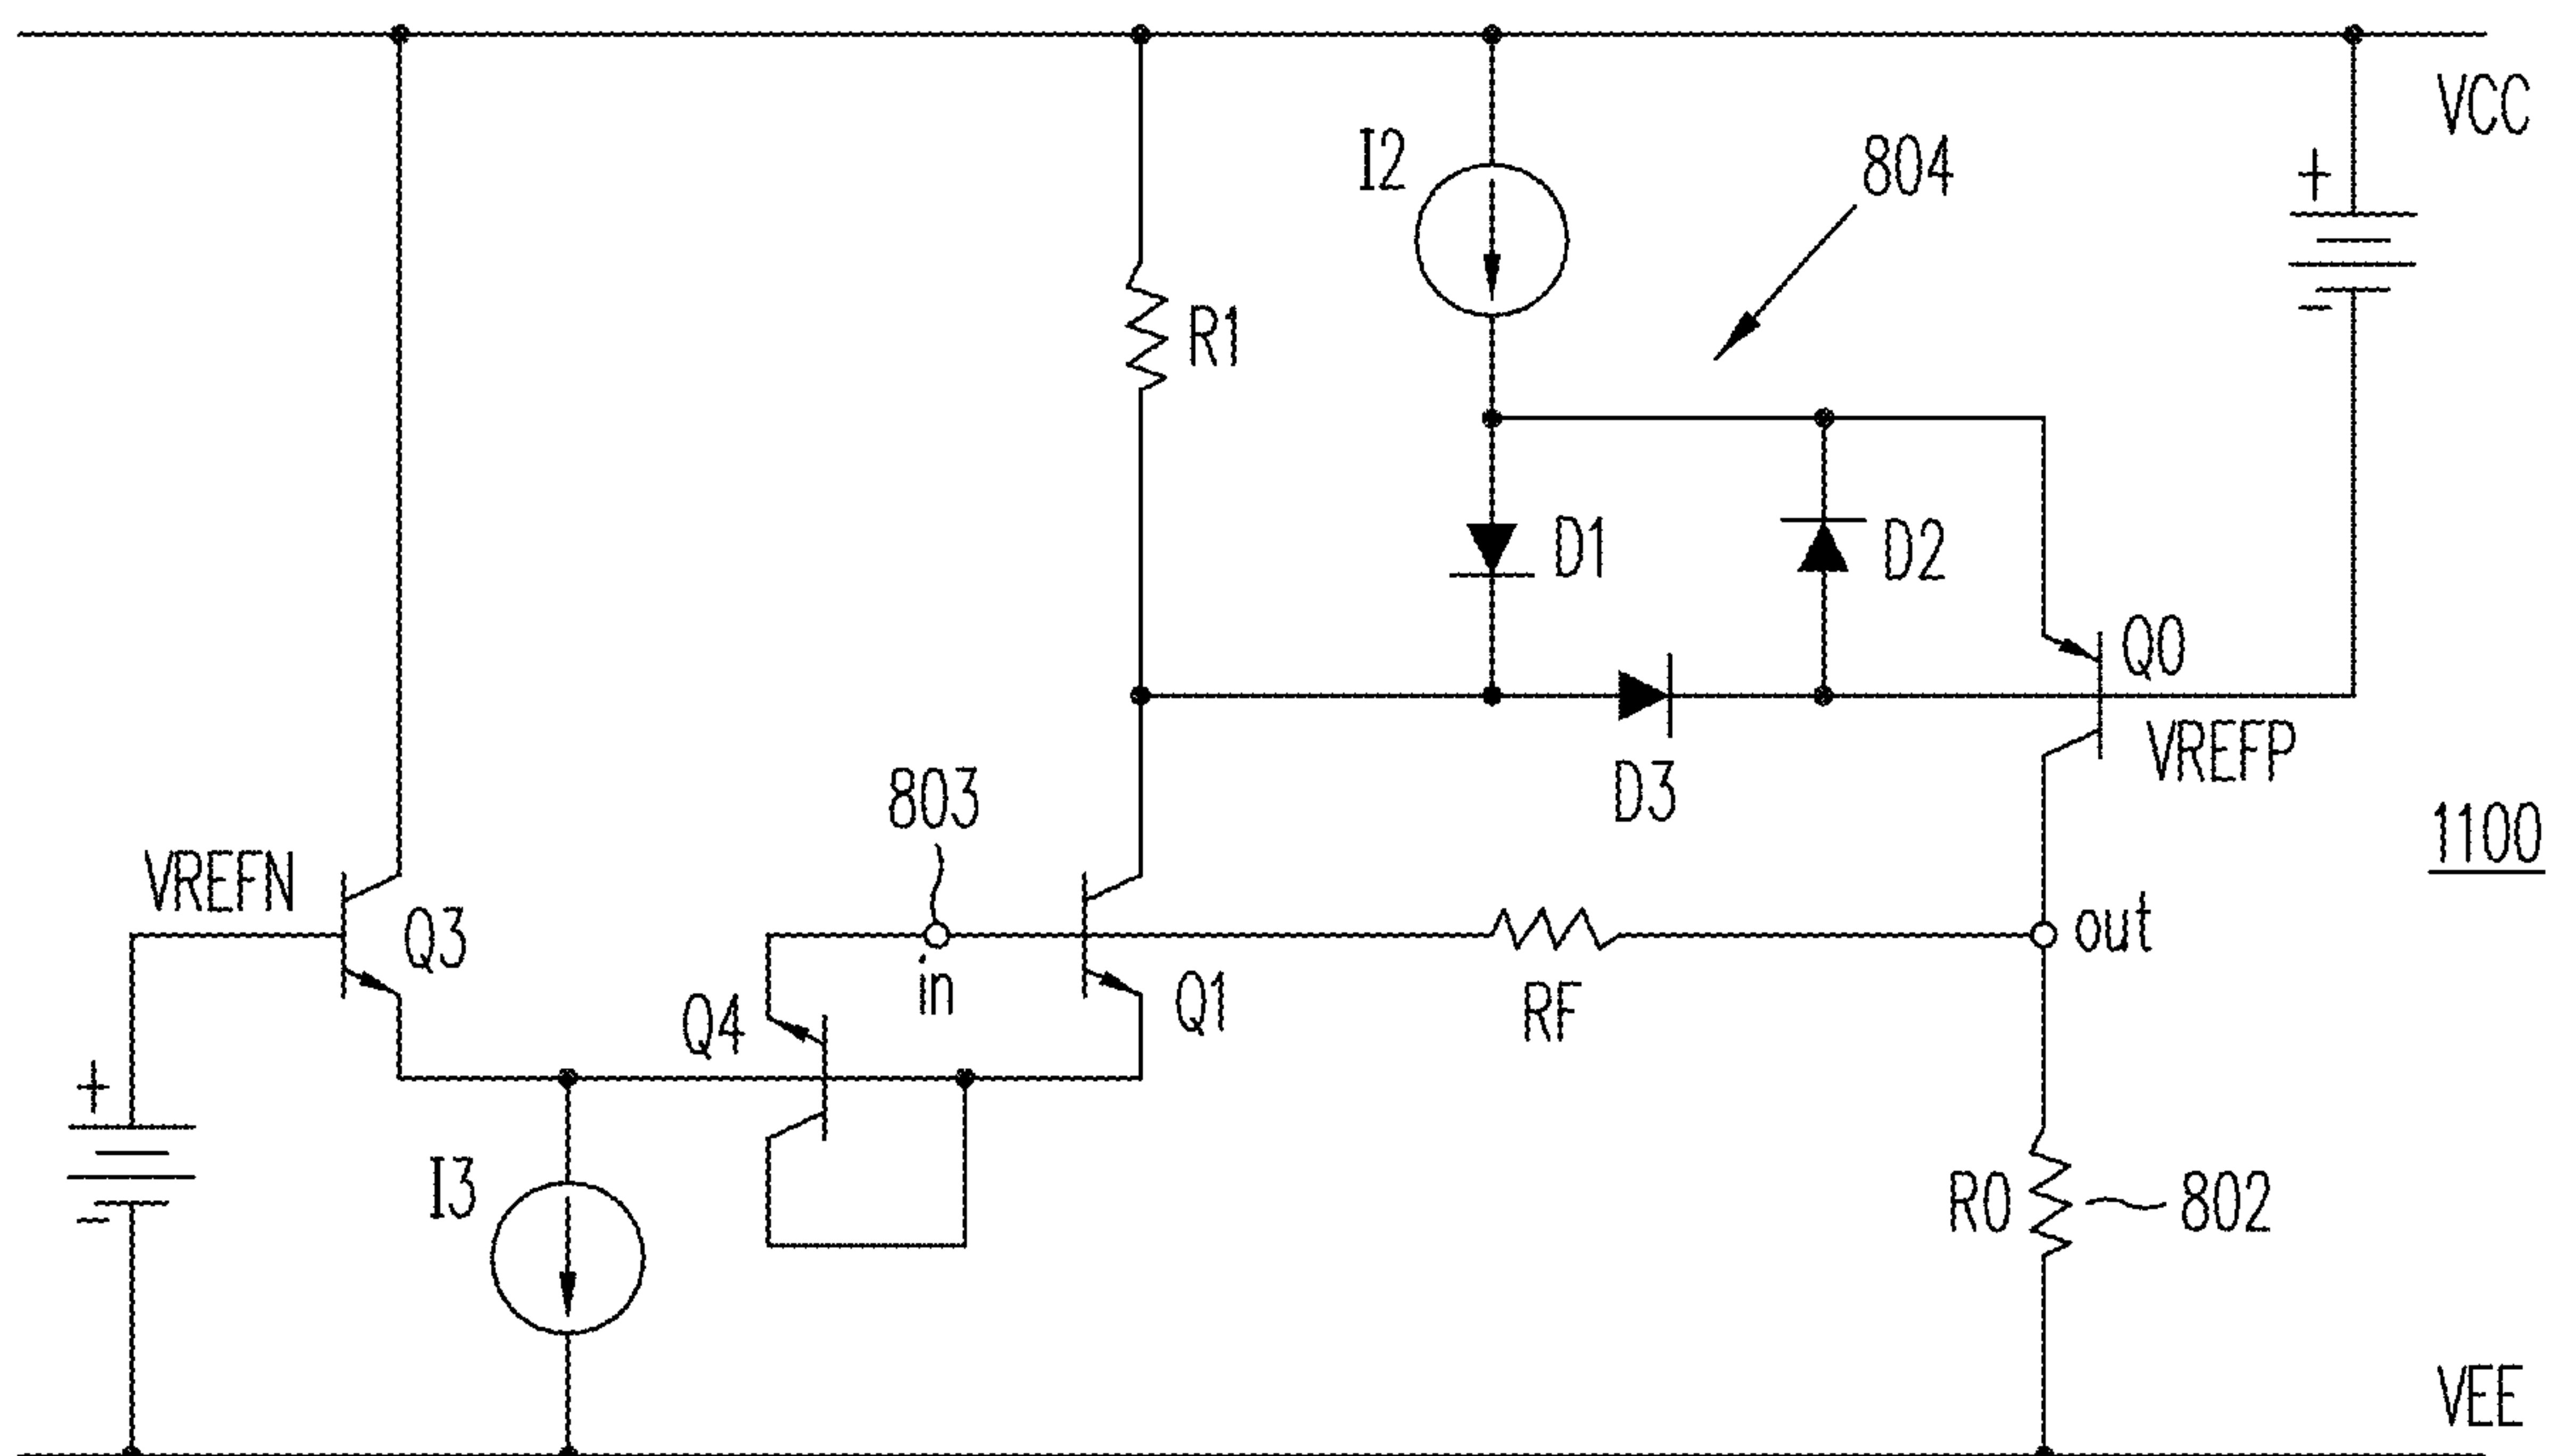 VCC
I2
804
+
R1
–
D1
D2
Q0
VREFP
D3
803
1100
VREFN
Q3
out
in
Q4
Q1
RF
+
I3
R0
802
–
VEE